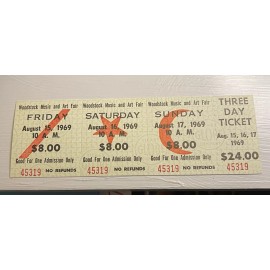 Woodstock Music and Art Fair
FRIDAY
August 15, 1969
10 A. M.
$8.00
Good For One Admission Only
45319 NO REFUNDS
Woodstock Music and Art Fair
SATURDAY
August 16, 1969
10 A. M.
$8.00
Good For One Admission Only
45319 NO REFUNDS
Woodstock Music and Art Fair
SUNDAY
August 17, 1969
10 A. M.
$8.00
Good For One Admission Only
45319 NO REFUNDS
THREE
DAY
TICKET
Aug. 15, 16, 17
1969
$24.00
45319